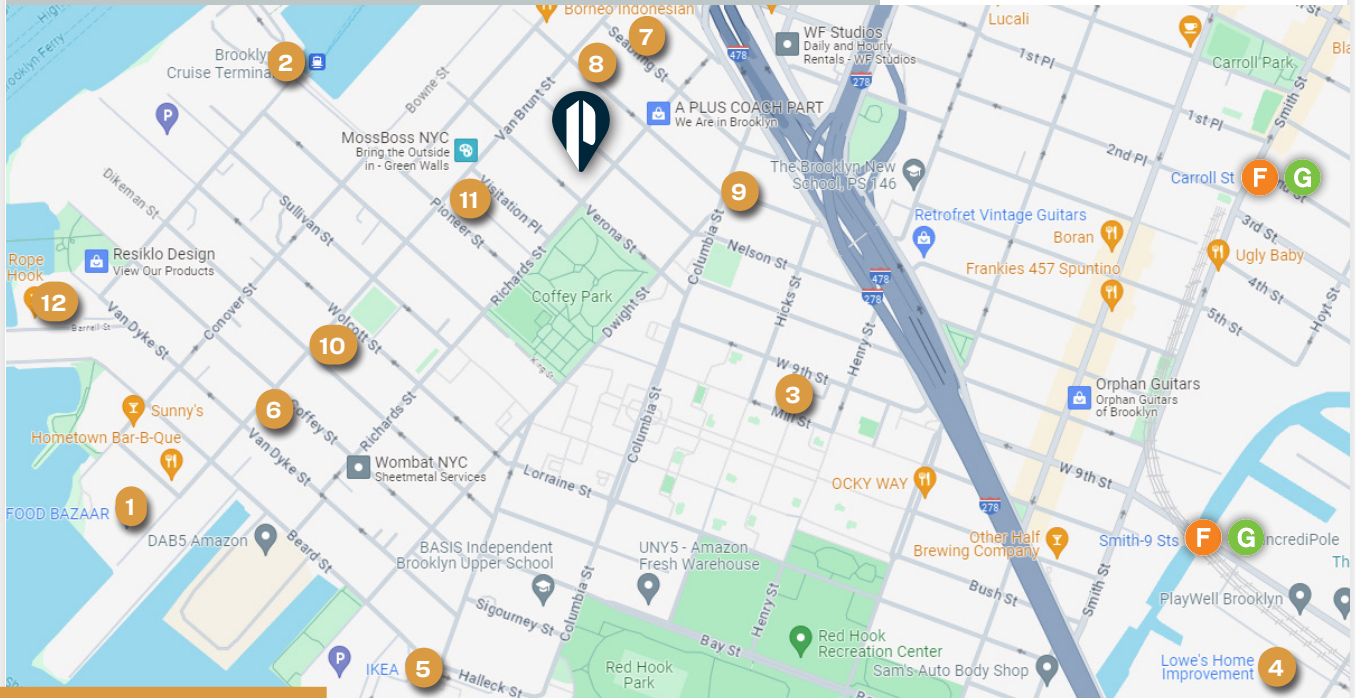 Borneo Indonesian
7
Seabring St
WF Studios
Daily and Hourly
Rentals - WF Studios
Lucali
1st Pl
Carroll Park
Smith St
478
278
8
Brooklyn
Cruise Terminal
2
Bowne St
Van Brunt St
A PLUS COACH PART
We Are in Brooklyn
P
MossBoss NYC
Bring the Outside
in - Green Walls
1st Pl
2nd Pl
The Brooklyn New
School, PS 146
Carroll St
F
G
2nd St
Dikeman St
Sullivan St
11
Visitation Pl
Pioneer St
Verona St
9
Columbia St
Retrofret Vintage Guitars
Boran
3rd St
Ugly Baby
Frankies 457 Spuntino
4th St
5th St
Hoyt St
Nelson St
Hicks St
478
278
Resiklo Design
View Our Products
Rope
Hook
12
Barnell St
Van Dyke St
Conover St
Wolcott St
10
Richards St
Coffey Park
Dwight St
King St
Henry St
W 9th St
3
Mill St
Orphan Guitars
Orphan Guitars
of Brooklyn
Sunny's
6
Coffey St
Richards St
Hometown Bar-B-Que
Van Dyke St
Wombat NYC
Sheetmetal Services
Columbia St
Lorraine St
OCKY WAY
W 9th St
278
FOOD BAZAAR
1
DAB5 Amazon
Beard St
BASIS Independent
Brooklyn Upper School
UNY5 - Amazon
Fresh Warehouse
Other Half
Brewing Company
Smith-9 Sts
F
G
IncrediPole
Th
Bush St
Smith St
PlayWell Brooklyn
Sigourney St
Columbia St
Henry St
Bay St
Red Hook
Recreation Center
Sam's Auto Body Shop
Lowe's Home
Improvement
4
P
IKEA
5
Halleck St
Red Hook
Park